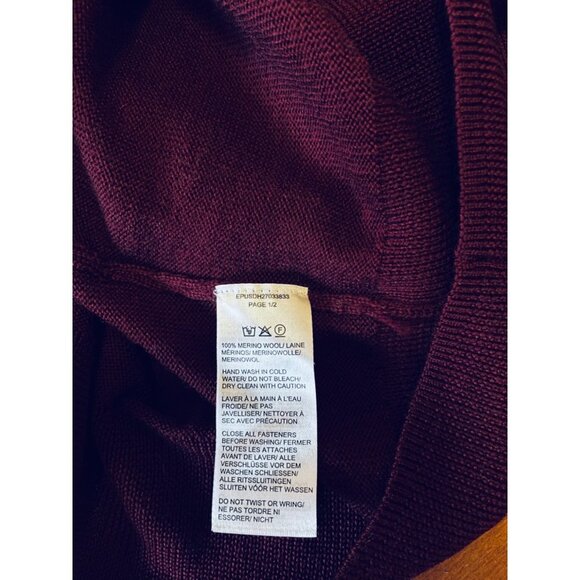 EPUSDH27033833
PAGE 1/2
F
100% MERINO WOOL/ LAINE
MÉRINOS/ MERINOWOLLE/
MERINOWOL
HAND WASH IN COLD
WATER/ DO NOT BLEACH/
DRY CLEAN WITH CAUTION
LAVER À LA MAIN À L'EAU
FROIDE/ NE PAS
JAVELLISER/ NETTOYER À
SEC AVEC PRÉCAUTION
CLOSE ALL FASTENERS
BEFORE WASHING/ FERMER
TOUTES LES ATTACHES
AVANT DE LAVER/ ALLE
VERSCHLÜSSE VOR DEM
WASCHEN SCHLIESSEN/
ALLE RITSSLUITINGEN
SLUITEN VÓÓR HET WASSEN
DO NOT TWIST OR WRING/
NE PAS TORDRE NI
ESSORER/ NICHT